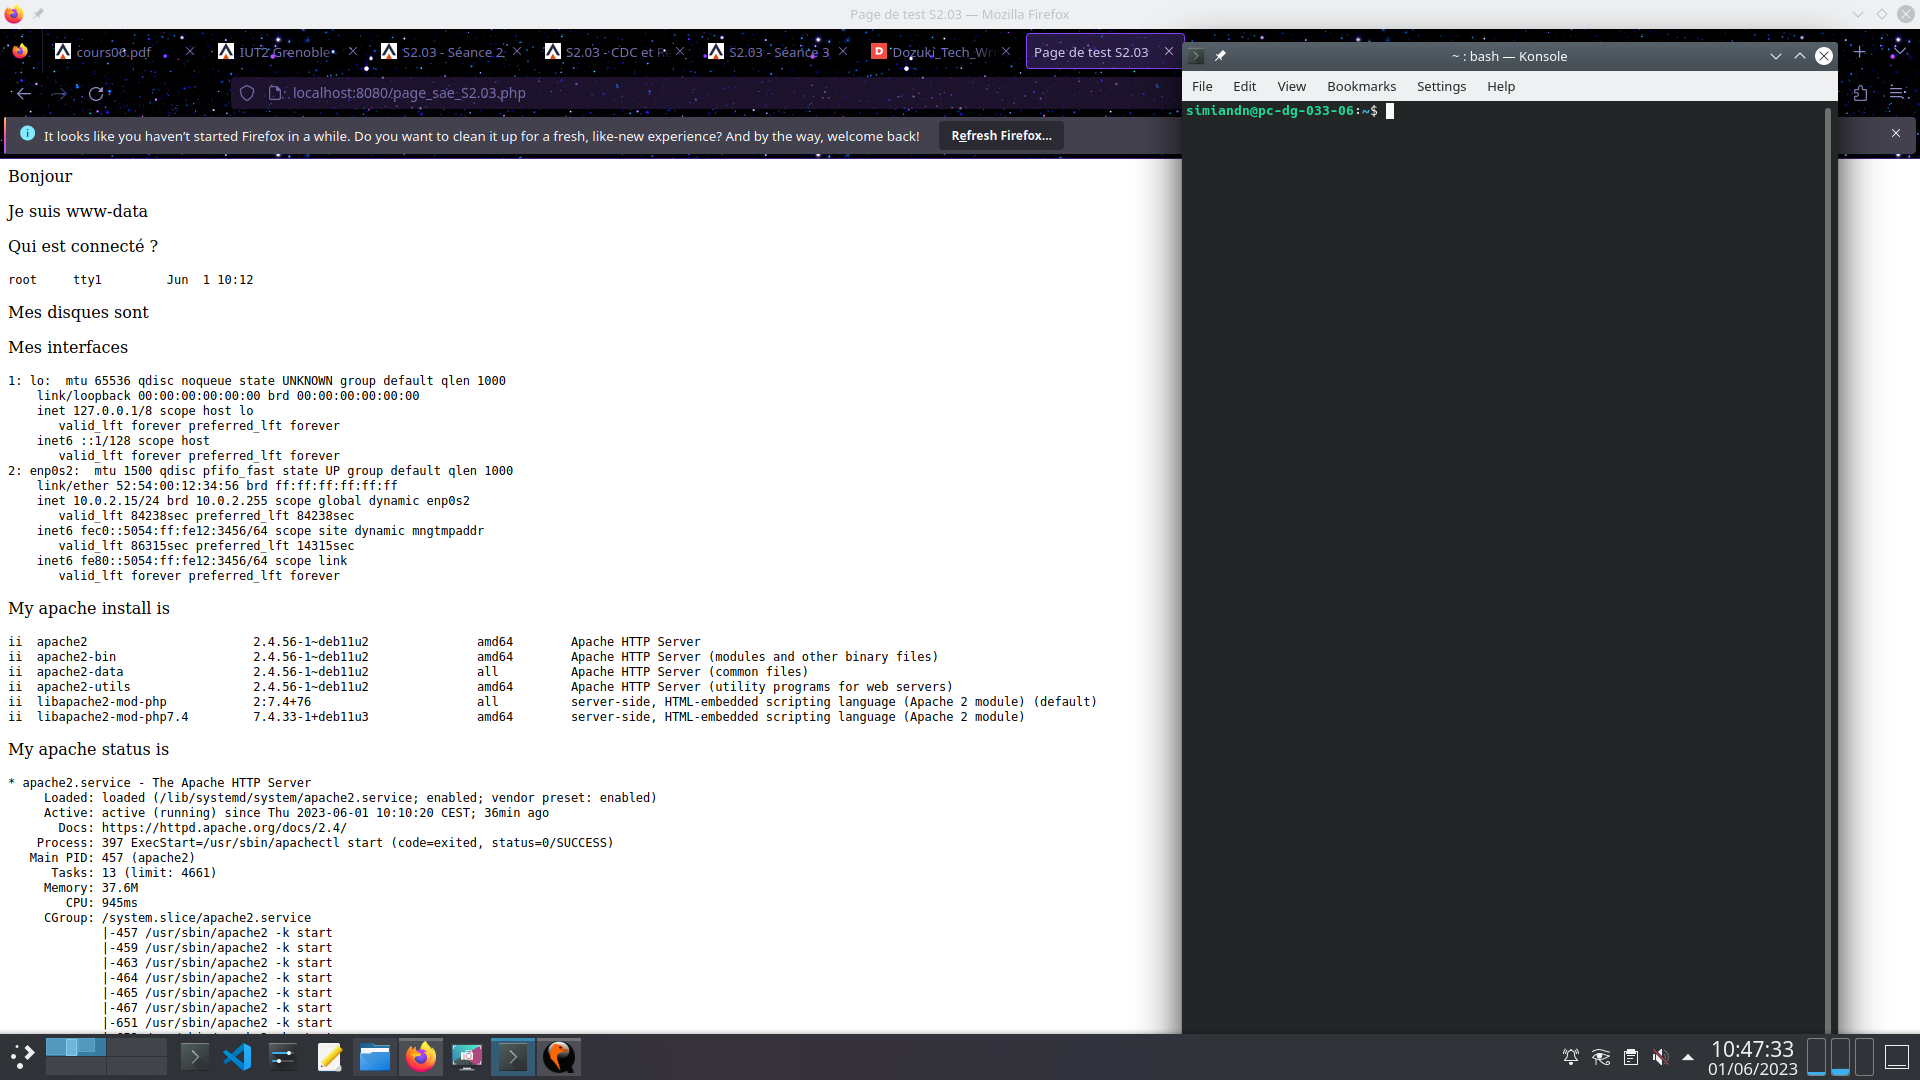 Page de test S2.03 — Mozilla Firefox
cours06.pdf
IUT2 Grenoble
S2.03 - Séance 2
S2.03 - CDC et R
S2.03 - Séance 3
Dozuki_Tech_Wr
Page de test S2.03
localhost:8080/page_sae_S2.03.php
It looks like you haven’t started Firefox in a while. Do you want to clean it up for a fresh, like-new experience? And by the way, welcome back! Refresh Firefox...
Bonjour
Je suis www-data
Qui est connecté ?
root     tty1         Jun  1 10:12
Mes disques sont
Mes interfaces
1: lo:  mtu 65536 qdisc noqueue state UNKNOWN group default qlen 1000
    link/loopback 00:00:00:00:00:00 brd 00:00:00:00:00:00
    inet 127.0.0.1/8 scope host lo
       valid_lft forever preferred_lft forever
    inet6 ::1/128 scope host
       valid_lft forever preferred_lft forever
2: enp0s2:  mtu 1500 qdisc pfifo_fast state UP group default qlen 1000
    link/ether 52:54:00:12:34:56 brd ff:ff:ff:ff:ff:ff
    inet 10.0.2.15/24 brd 10.0.2.255 scope global dynamic enp0s2
       valid_lft 84238sec preferred_lft 84238sec
    inet6 fec0::5054:ff:fe12:3456/64 scope site dynamic mngtmpaddr
       valid_lft 86315sec preferred_lft 14315sec
    inet6 fe80::5054:ff:fe12:3456/64 scope link
       valid_lft forever preferred_lft forever
My apache install is
ii  apache2                       2.4.56-1~deb11u2               amd64        Apache HTTP Server
ii  apache2-bin                   2.4.56-1~deb11u2               amd64        Apache HTTP Server (modules and other binary files)
ii  apache2-data                  2.4.56-1~deb11u2               all          Apache HTTP Server (common files)
ii  apache2-utils                 2.4.56-1~deb11u2               amd64        Apache HTTP Server (utility programs for web servers)
ii  libapache2-mod-php            2:7.4+76                       all          server-side, HTML-embedded scripting language (Apache 2 module) (default)
ii  libapache2-mod-php7.4         7.4.33-1+deb11u3               amd64        server-side, HTML-embedded scripting language (Apache 2 module)
My apache status is
* apache2.service - The Apache HTTP Server
     Loaded: loaded (/lib/systemd/system/apache2.service; enabled; vendor preset: enabled)
     Active: active (running) since Thu 2023-06-01 10:10:20 CEST; 36min ago
       Docs: https://httpd.apache.org/docs/2.4/
    Process: 397 ExecStart=/usr/sbin/apachectl start (code=exited, status=0/SUCCESS)
   Main PID: 457 (apache2)
      Tasks: 13 (limit: 4661)
     Memory: 37.6M
        CPU: 945ms
     CGroup: /system.slice/apache2.service
             |-457 /usr/sbin/apache2 -k start
             |-459 /usr/sbin/apache2 -k start
             |-463 /usr/sbin/apache2 -k start
             |-464 /usr/sbin/apache2 -k start
             |-465 /usr/sbin/apache2 -k start
             |-467 /usr/sbin/apache2 -k start
             |-651 /usr/sbin/apache2 -k start
~ : bash — Konsole
File Edit View Bookmarks Settings Help
simiandn@pc-dg-033-06:~$
10:47:33
01/06/2023